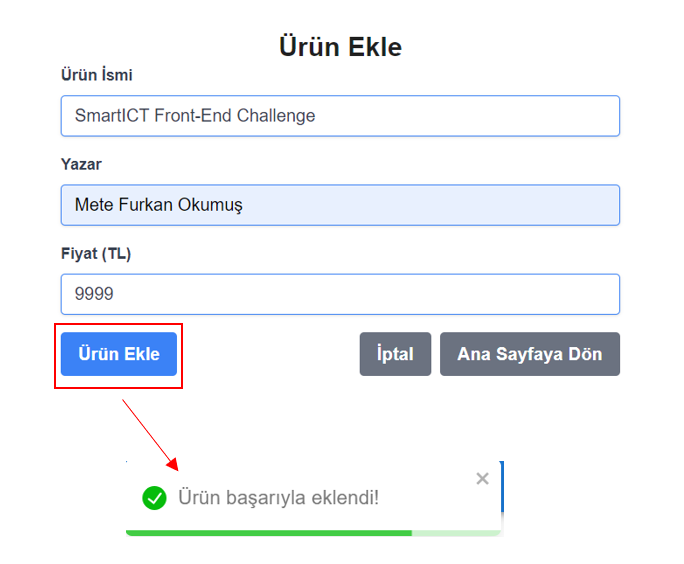 Ürün Ekle
Ürün İsmi
SmartICT Front-End Challenge
Yazar
Mete Furkan Okumuş
Fiyat (TL)
9999
Ürün Ekle
İptal
Ana Sayfaya Dön
Ürün başarıyla eklendi!